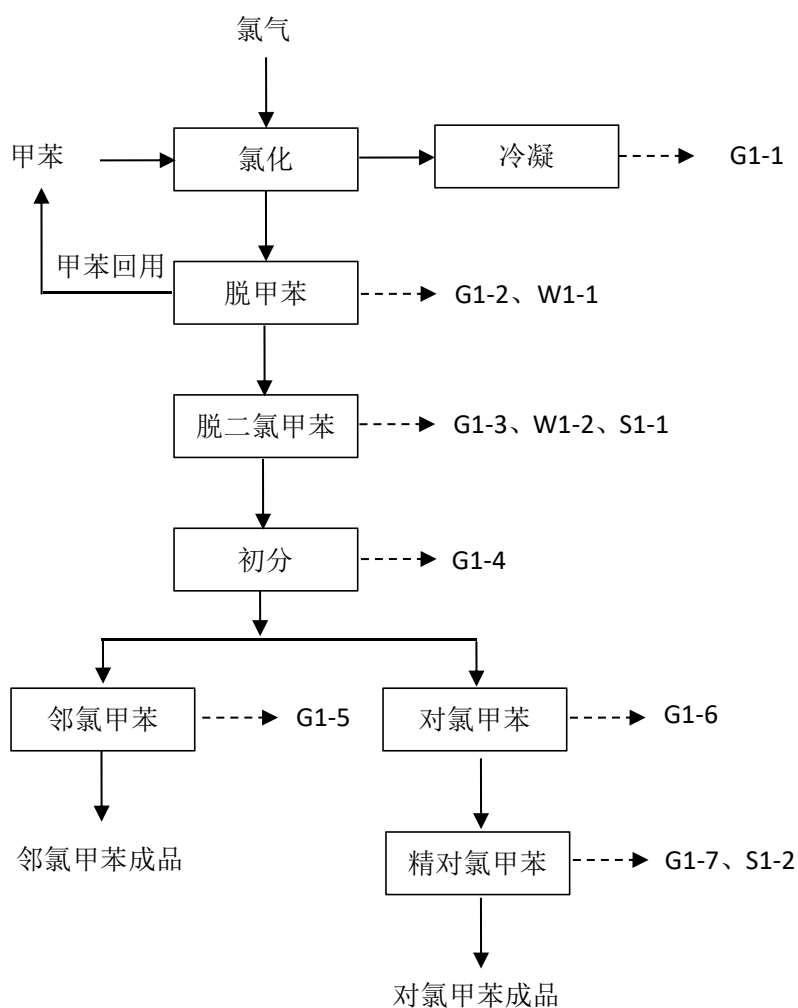 氯气
甲苯
氯化
冷凝
G1-1
甲苯回用
脱甲苯
G1-2、W1-1
脱二氯甲苯
G1-3、W1-2、S1-1
初分
G1-4
邻氯甲苯
G1-5
对氯甲苯
G1-6
邻氯甲苯成品
精对氯甲苯
G1-7、S1-2
对氯甲苯成品